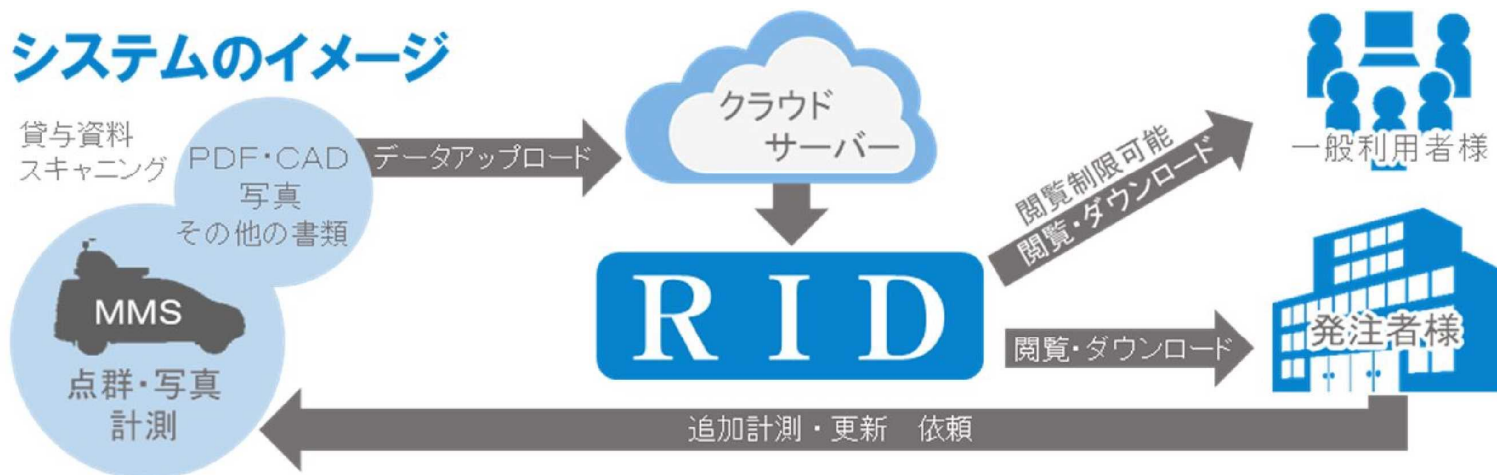 システムのイメージ
貸与資料
スキャニング
PDF・CAD
写真
その他の書類
データアップロード
クラウド
サーバー
閲覧制限可能
閲覧・ダウンロード
一般利用者様
MMS
点群・写真
計測
RID
閲覧・ダウンロード
発注者様
追加計測・更新　依頼